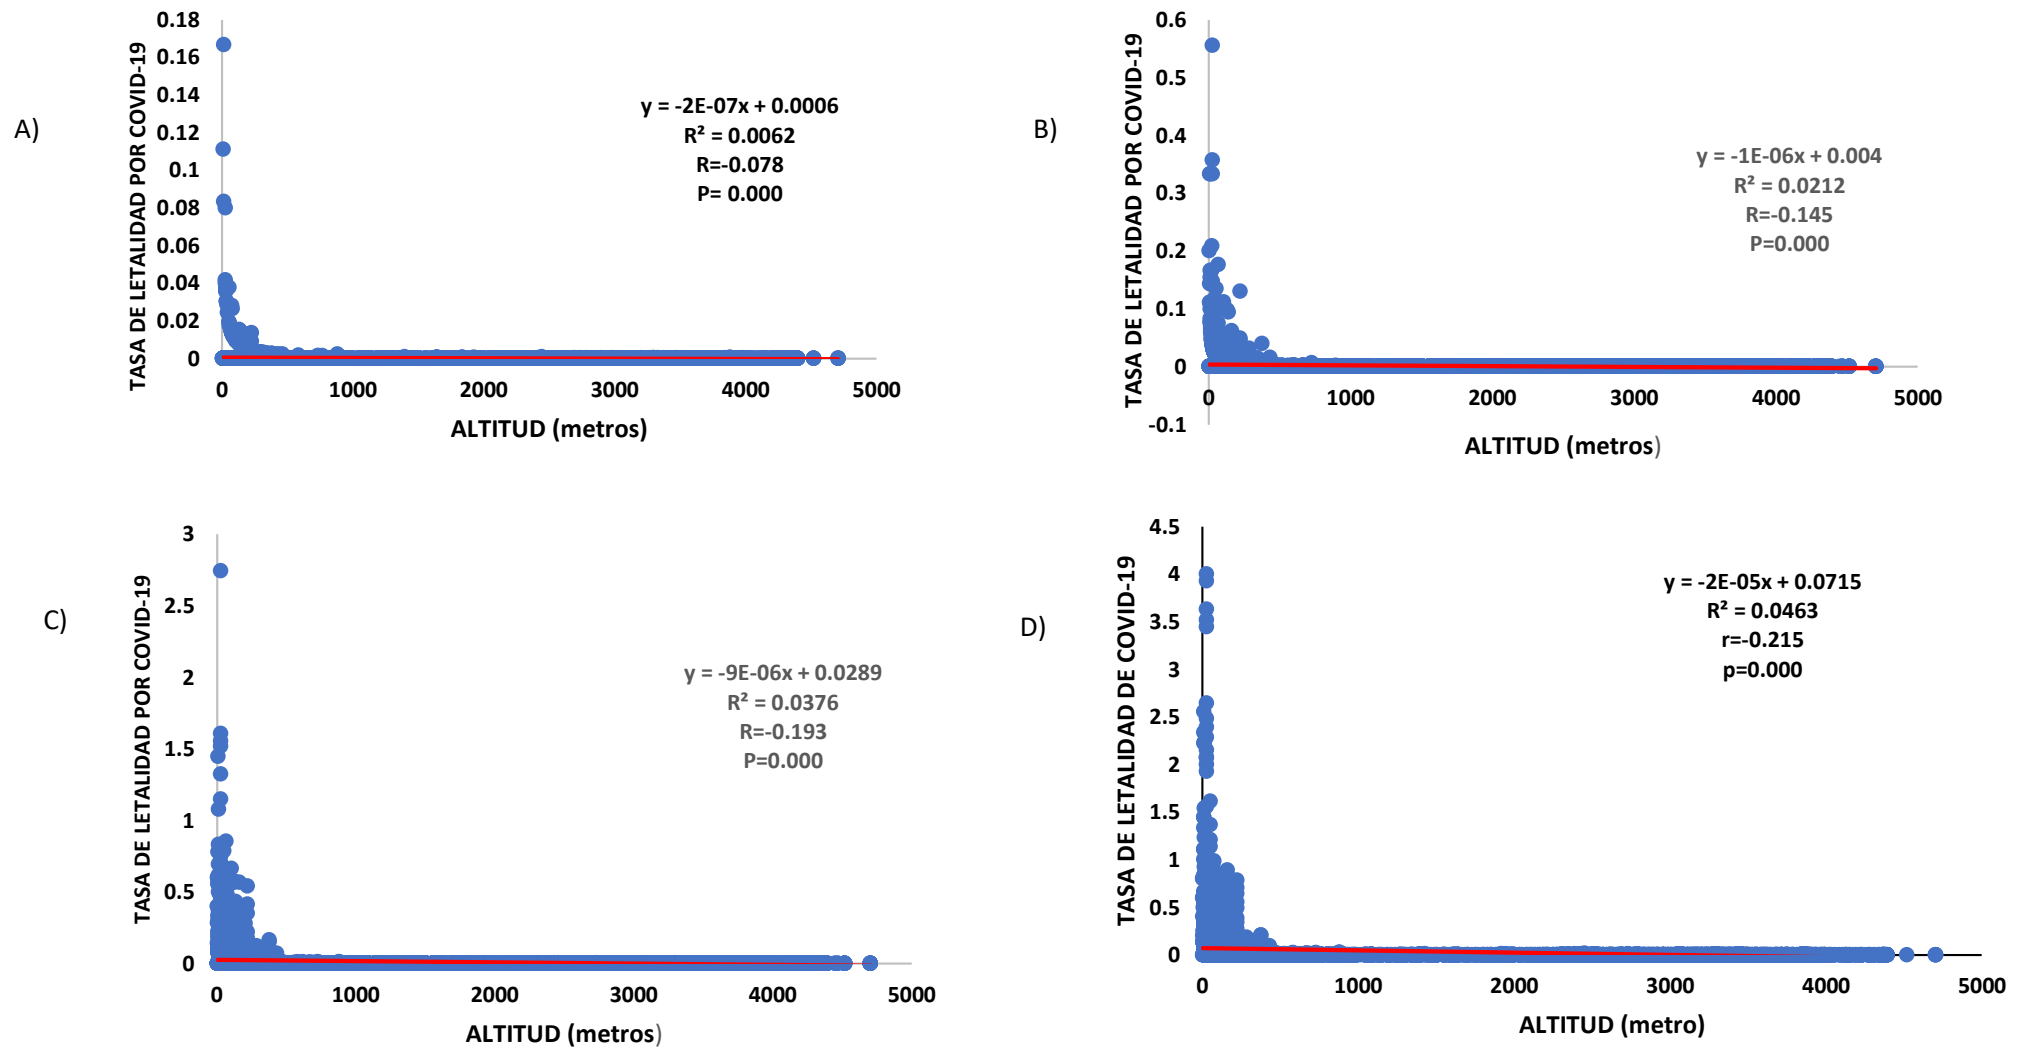 A)
TASA DE LETALIDAD POR COVID-19
0.18
0.16
0.14
0.12
0.1
0.08
0.06
0.04
0.02
0
y = -2E-07x + 0.0006
R² = 0.0062
R=-0.078
P= 0.000
0 1000 2000 3000 4000 5000
ALTITUD (metros)
B)
TASA DE LETALIDAD POR COVID-19
0.6
0.5
0.4
0.3
0.2
0.1
0
-0.1
y = -1E-06x + 0.004
R² = 0.0212
R=-0.145
P=0.000
0 1000 2000 3000 4000 5000
ALTITUD (metros)
C)
TASA DE LETALIDAD POR COVID-19
3
2.5
2
1.5
1
0.5
0
y = -9E-06x + 0.0289
R² = 0.0376
R=-0.193
P=0.000
0 1000 2000 3000 4000 5000
ALTITUD (metros)
D)
TASA DE LETALIDAD DE COVID-19
4.5
4
3.5
3
2.5
2
1.5
1
0.5
0
y = -2E-05x + 0.0715
R² = 0.0463
r=-0.215
p=0.000
0 1000 2000 3000 4000 5000
ALTITUD (metro)